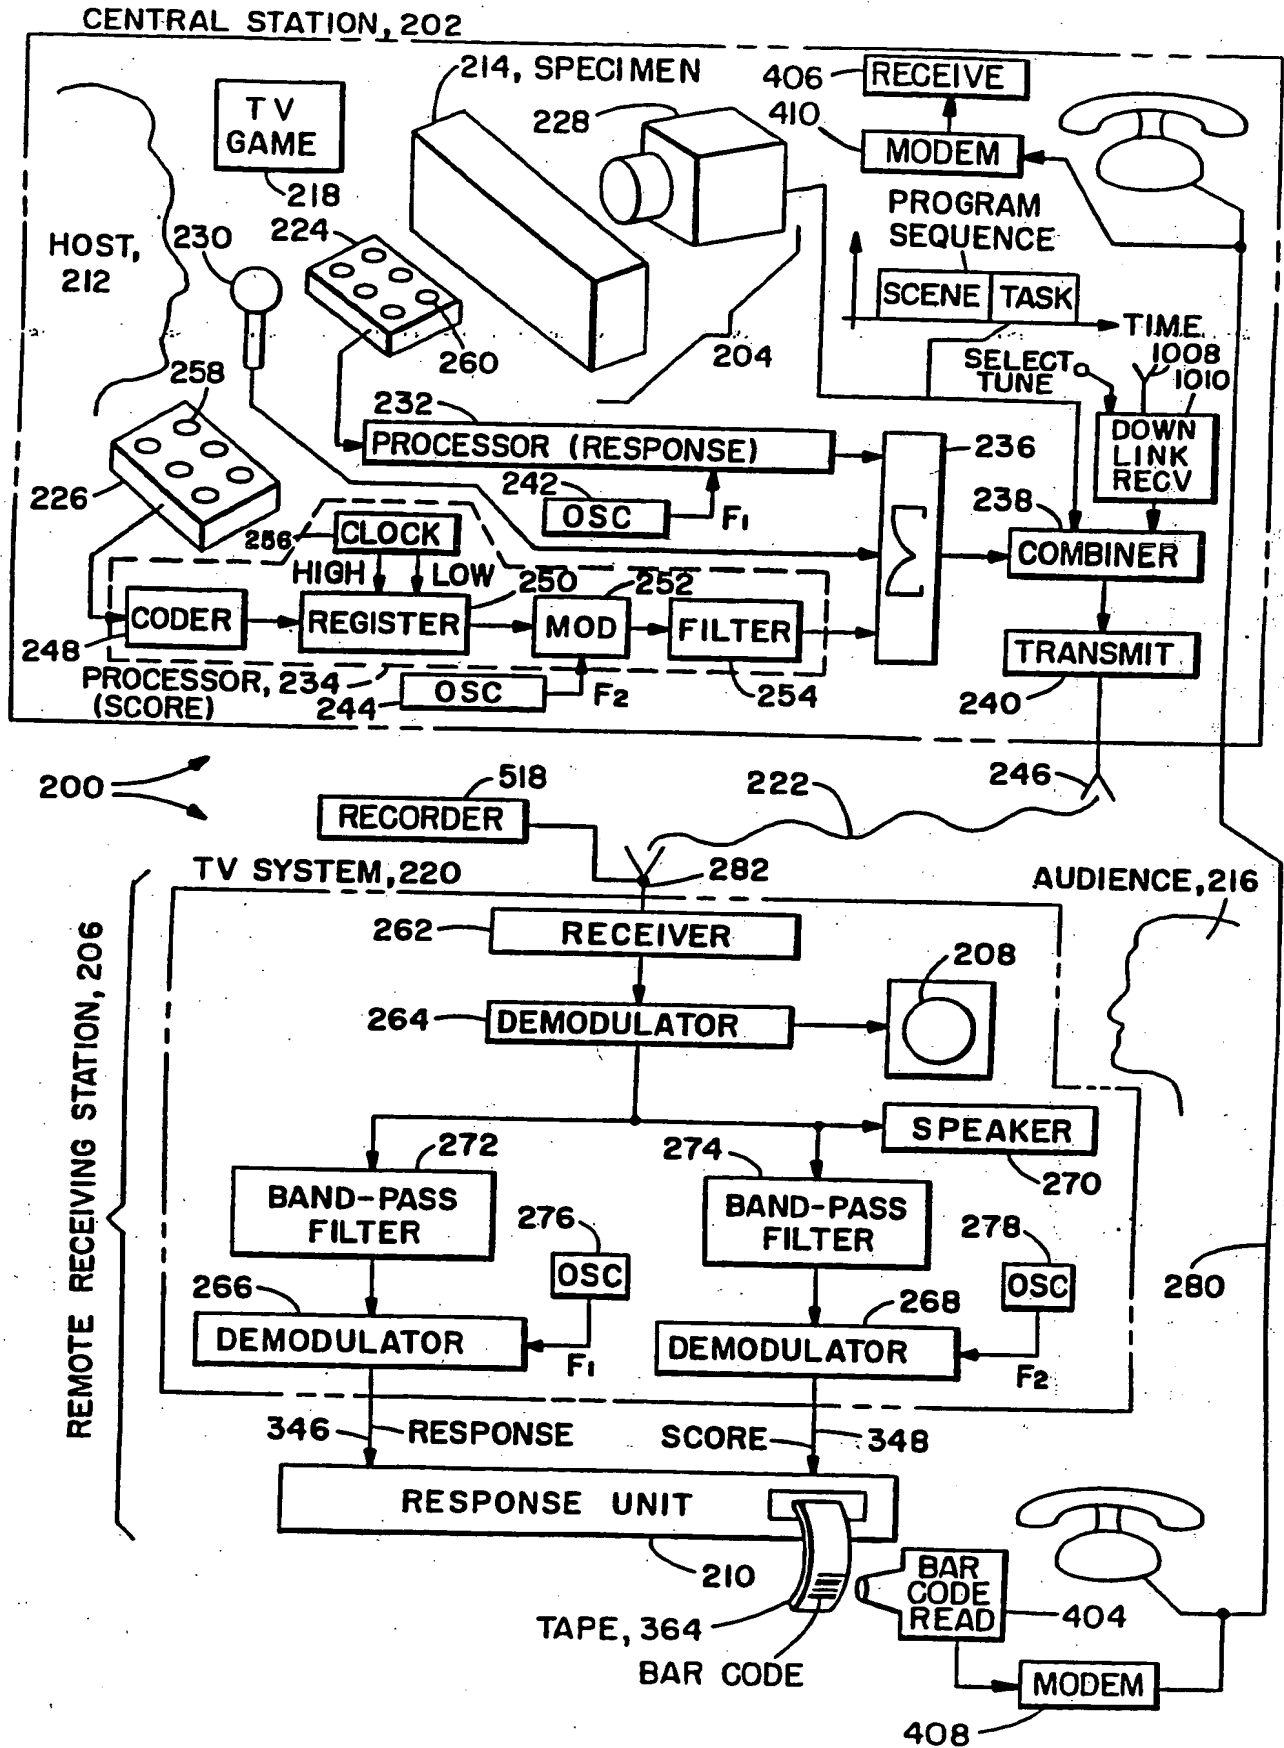 CENTRAL STATION, 202
214, SPECIMEN
406
RECEIVE
TV
GAME
228
410
MODEM
218
PROGRAM
SEQUENCE
HOST,
212
230
224
SCENE
TASK
260
204
TIME
SELECT
TUNE
1008
1010
258
232
PROCESSOR (RESPONSE)
236
DOWN
LINK
RECV
226
242
OSC
F1
238
256
CLOCK
COMBINER
HIGH
LOW
250
252
CODER
REGISTER
MOD
FILTER
248
TRANSMIT
PROCESSOR, 234
(SCORE)
244
OSC
F2
254
240
200
518
RECORDER
222
246
TV SYSTEM, 220
282
AUDIENCE, 216
262
RECEIVER
208
264
DEMODULATOR
REMOTE RECEIVING STATION, 206
272
274
SPEAKER
270
BAND-PASS
FILTER
BAND-PASS
FILTER
276
OSC
278
OSC
280
266
DEMODULATOR
F1
268
DEMODULATOR
F2
346
RESPONSE
SCORE
348
RESPONSE UNIT
210
BAR
CODE
READ
404
TAPE, 364
BAR CODE
MODEM
408